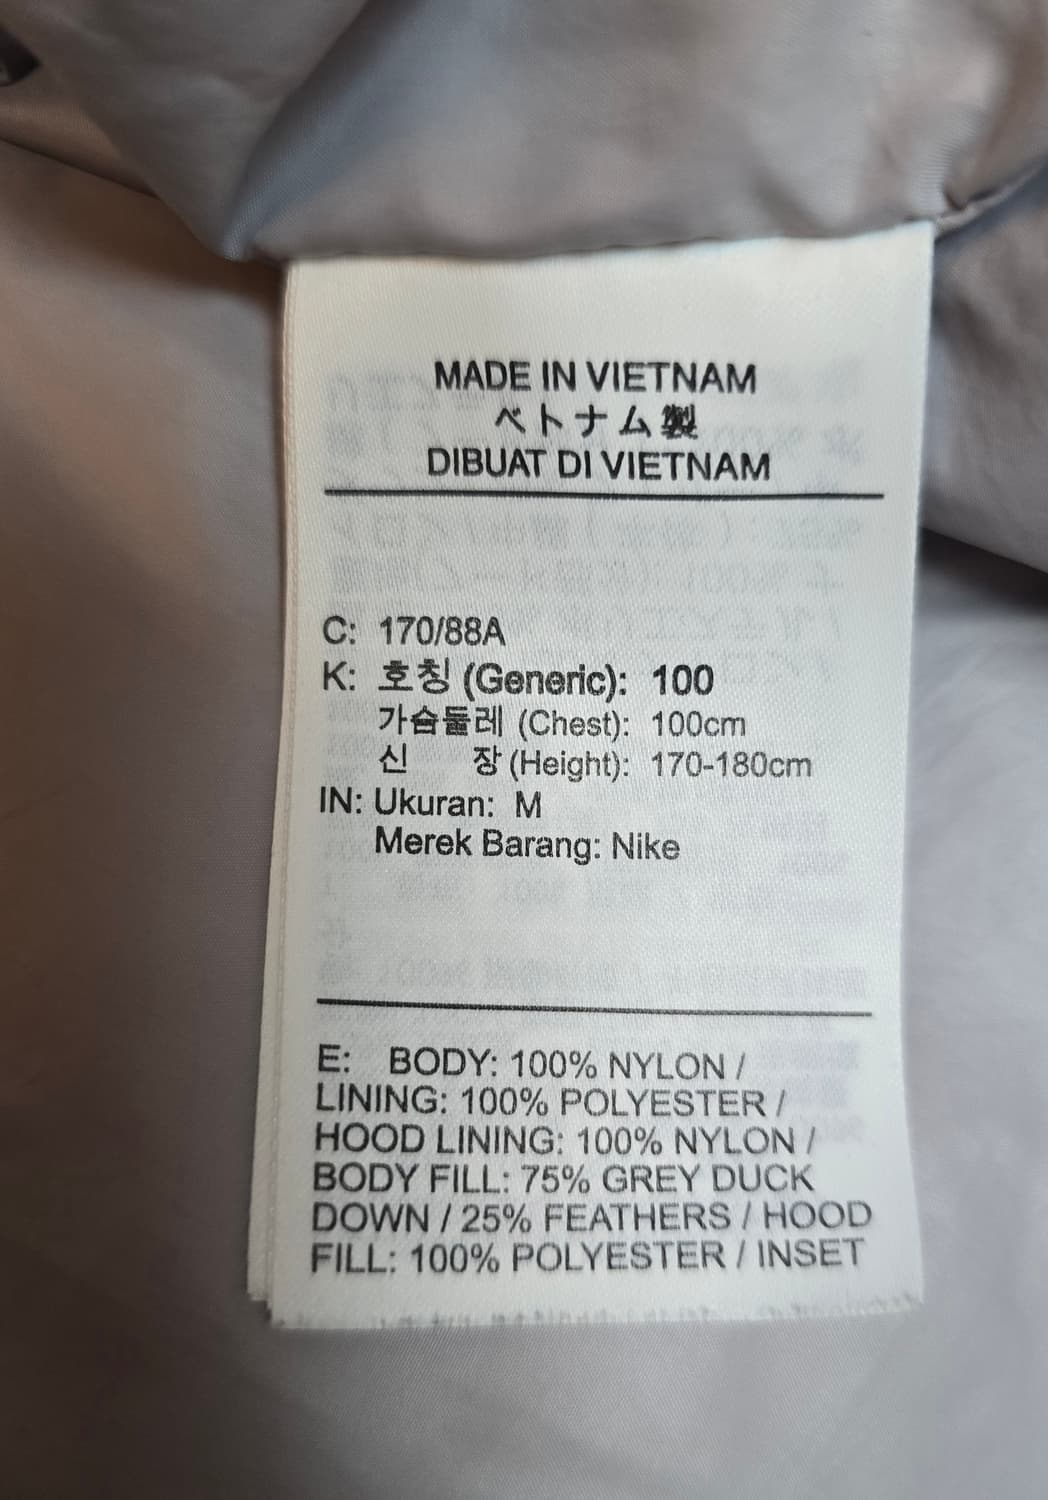 MADE IN VIETNAM
ベトナム製
DIBUAT DI VIETNAM
C: 170/88A
K: 호칭 (Generic): 100
가슴둘레 (Chest): 100cm
신 장 (Height): 170-180cm
IN: Ukuran: M
Merek Barang: Nike
E: BODY: 100% NYLON /
LINING: 100% POLYESTER /
HOOD LINING: 100% NYLON /
BODY FILL: 75% GREY DUCK
DOWN / 25% FEATHERS / HOOD
FILL: 100% POLYESTER / INSET